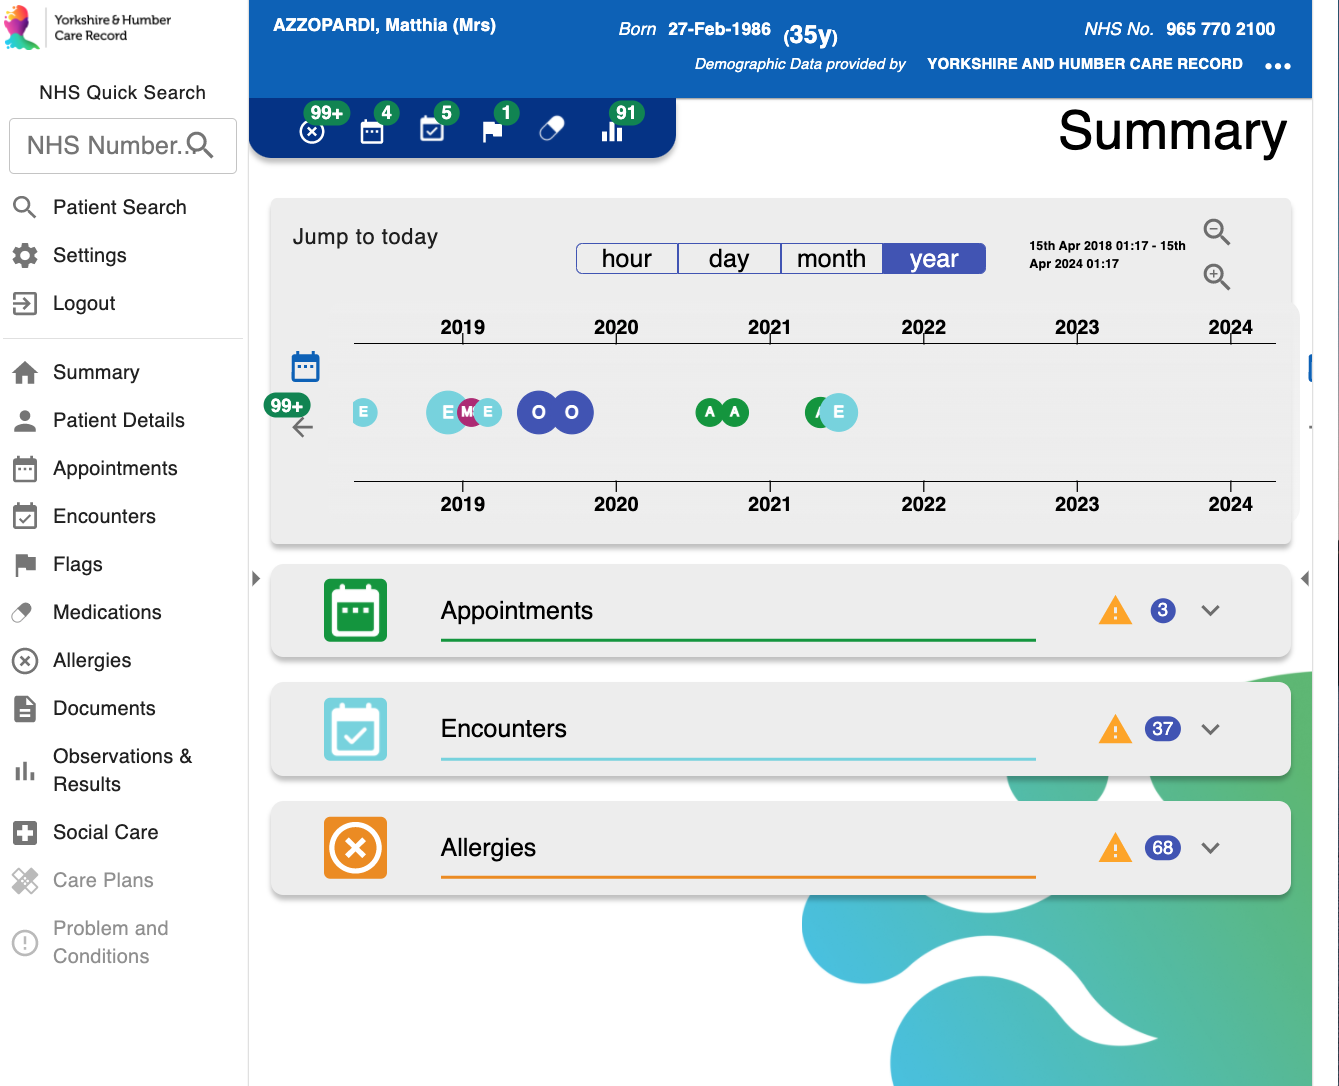 Yorkshire & Humber
Care Record
NHS Quick Search
NHS Number...
Patient Search
Settings
Logout
Summary
Patient Details
Appointments
Encounters
Flags
Medications
Allergies
Documents
Observations &
Results
Social Care
Care Plans
Problem and
Conditions
AZZOPARDI, Matthia (Mrs)
Born 27-Feb-1986 (35y)
NHS No. 965 770 2100
Demographic Data provided by YORKSHIRE AND HUMBER CARE RECORD
99+ 4 5 1 91
Summary
Jump to today
hour day month year
15th Apr 2018 01:17 - 15th
Apr 2024 01:17
2019 2020 2021 2022 2023 2024
99+
E E M E O O A A A E
2019 2020 2021 2022 2023 2024
Appointments 3
Encounters 37
Allergies 68